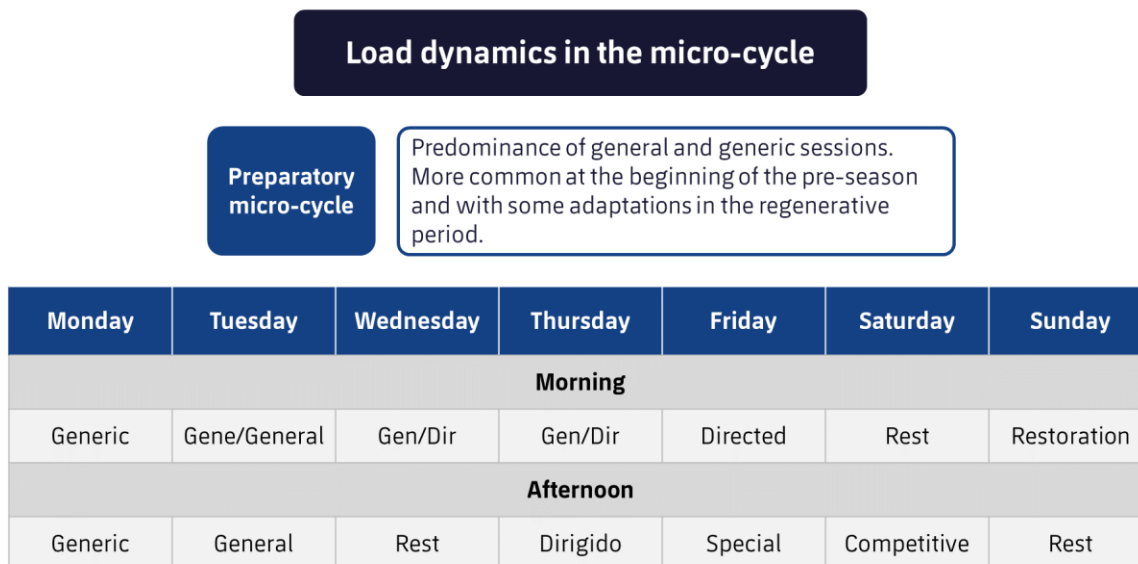 Load dynamics in the micro-cycle
Preparatory
micro-cycle
Predominance of general and generic sessions.
More common at the beginning of the pre-season
and with some adaptations in the regenerative
period.
Monday Tuesday Wednesday Thursday Friday Saturday Sunday
Morning
Generic Gene/General Gen/Dir Gen/Dir Directed Rest Restoration
Afternoon
Generic General Rest Dirigido Special Competitive Rest